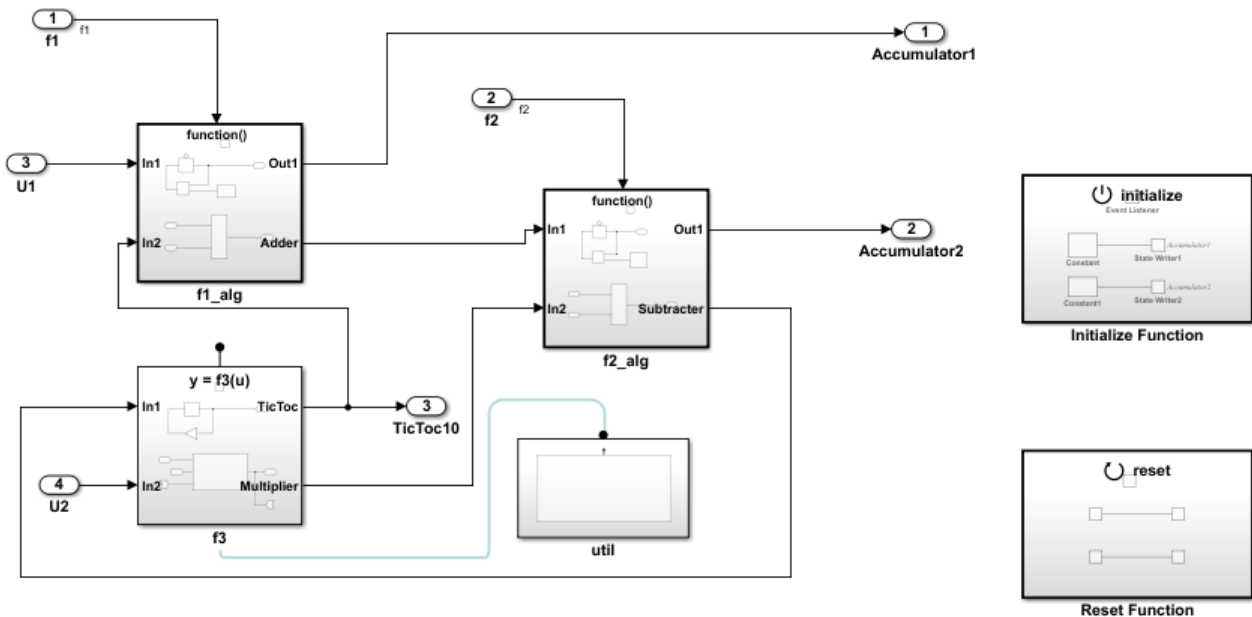 1
f1
f1
1
Accumulator1
2
f2
f2
function()
In1
Out1
3
U1
In2
Adder
f1_alg
function()
In1
Out1
2
Accumulator2
In2
Subtracter
f2_alg
initialize
Event Listener
Accumulator1
Constant
State Writer1
Accumulator2
Constant1
State Writer2
Initialize Function
y = f3(u)
In1
TicToc
3
TicToc10
4
U2
In2
Multiplier
f3
util
reset
Reset Function